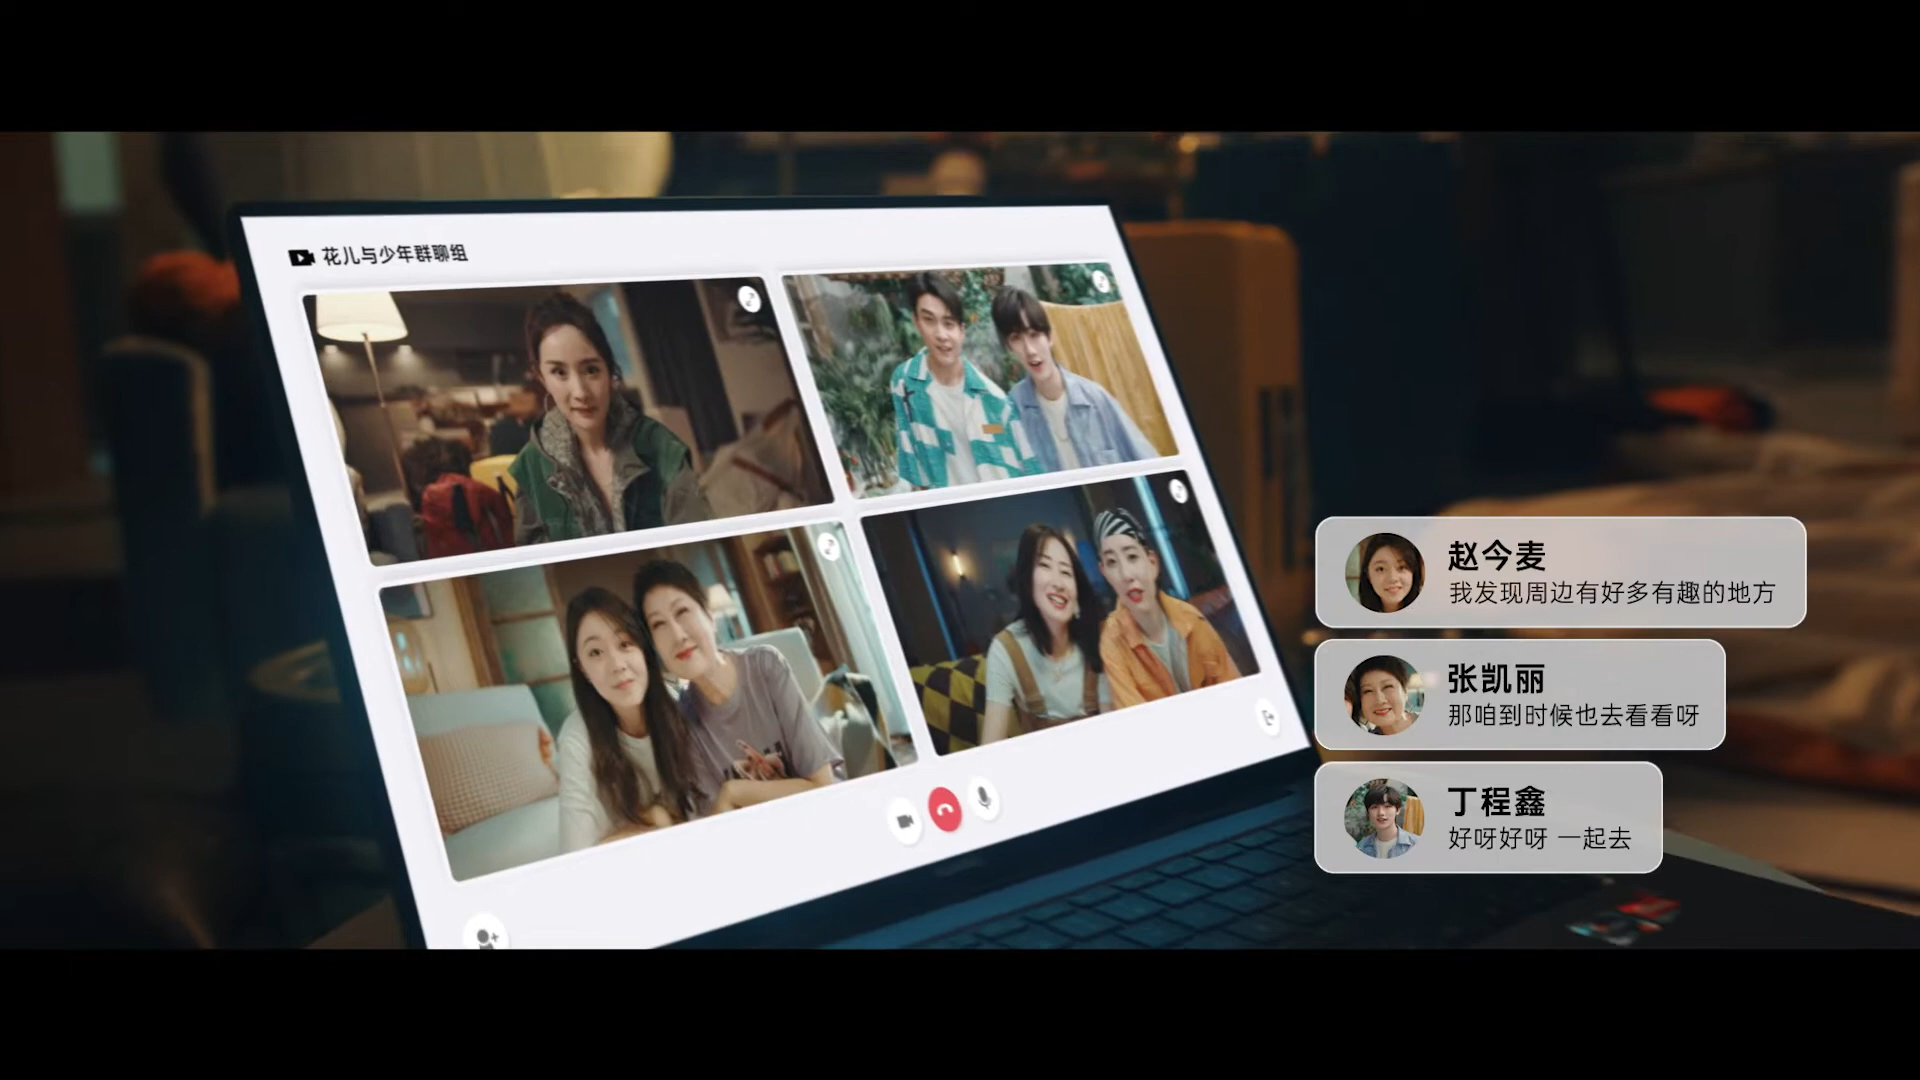 花儿与少年群聊组
赵今麦
我发现周边有好多有趣的地方
张凯丽
那咱到时候也去看看呀
丁程鑫
好呀好呀 一起去